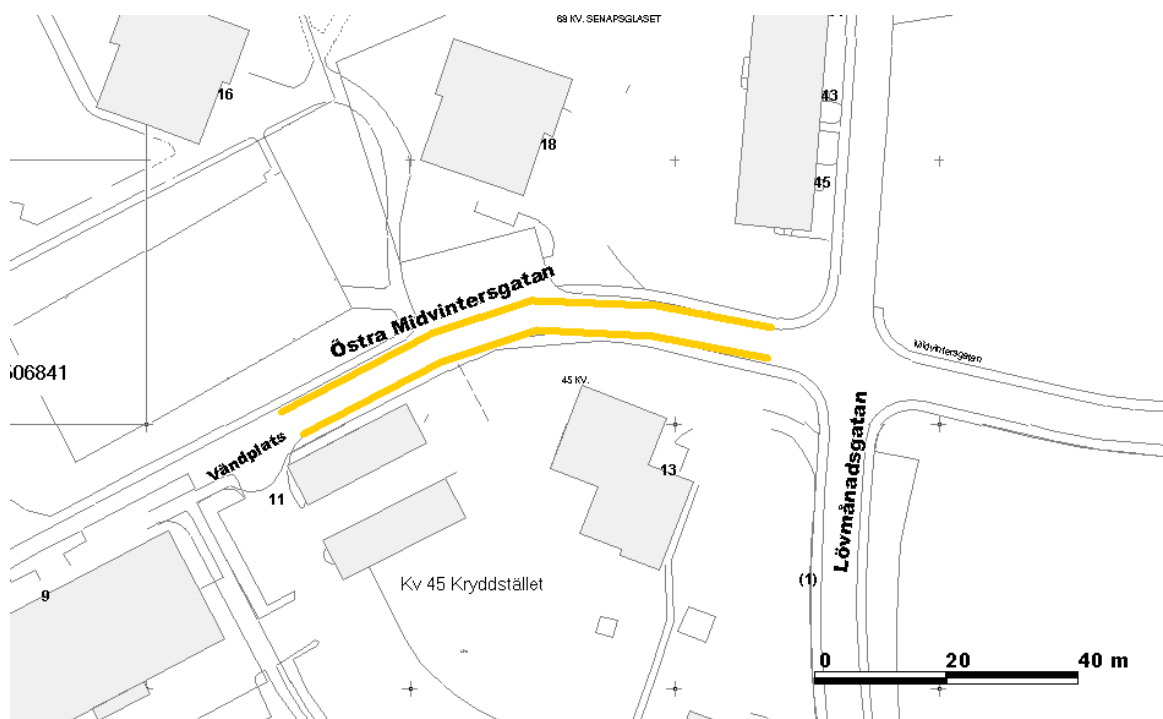 68 KV. SENAPSGLASET
16
43
18
45
Östra Midvintersgatan
Midvintersgatan
506841
45 KV.
Vändplats
Lövmånadsgatan
13
11
(1)
Kv 45 Kryddstället
9
0 20 40 m